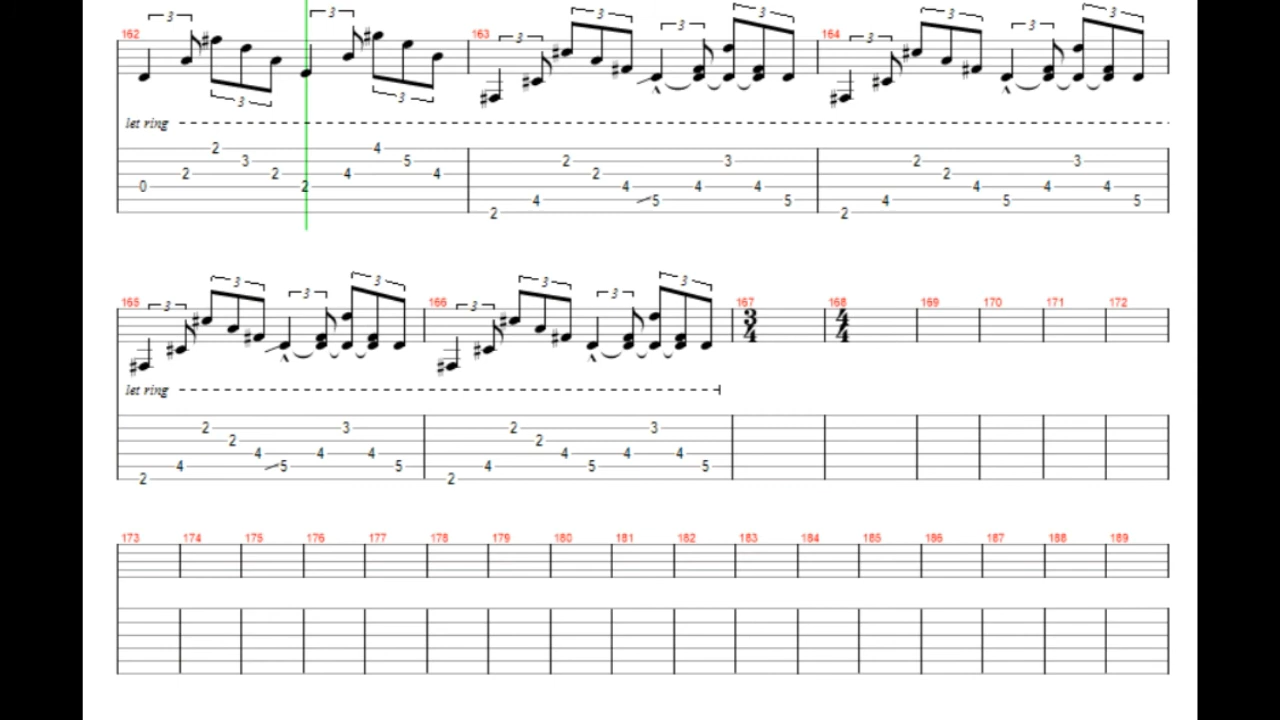 3 3
162 163 3 3 3 3 164 3 3 3 3
3 3
let ring
2 4
3 5 2 3 2 3
2 2 4 4 2 2
0 2 4 4 4 4 4 4
4 5 5 4 5 5
2 2
3 3 3 3 3 3 3 3
165 166 167 168 169 170 171 172
3 4
4 4
let ring
2 3 2 3
2 2
4 4 4 4 4 4
4 5 5 4 5 5
2 2
173 174 175 176 177 178 179 180 181 182 183 184 185 186 187 188 189